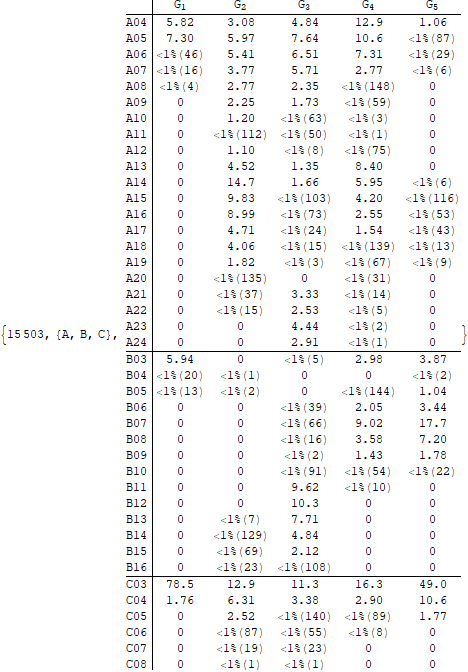 G1 G2 G3 G4 G5
A04 5.82 3.08 4.84 12.9 1.06
A05 7.30 5.97 7.64 10.6 <1%(87)
A06 <1%(46) 5.41 6.51 7.31 <1%(29)
A07 <1%(16) 3.77 5.71 2.77 <1%(6)
A08 <1%(4) 2.77 2.35 <1%(148) 0
A09 0 2.25 1.73 <1%(59) 0
A10 0 1.20 <1%(63) <1%(3) 0
A11 0 <1%(112) <1%(50) <1%(1) 0
A12 0 1.10 <1%(8) <1%(75) 0
A13 0 4.52 1.35 8.40 0
A14 0 14.7 1.66 5.95 <1%(6)
A15 0 9.83 <1%(103) 4.20 <1%(116)
A16 0 8.99 <1%(73) 2.55 <1%(53)
A17 0 4.71 <1%(24) 1.54 <1%(43)
A18 0 4.06 <1%(15) <1%(139) <1%(13)
A19 0 1.82 <1%(3) <1%(67) <1%(9)
A20 0 <1%(135) 0 <1%(31) 0
A21 0 <1%(37) 3.33 <1%(14) 0
A22 0 <1%(15) 2.53 <1%(5) 0
{15503, {A, B, C}, A23 0 0 4.44 <1%(2) 0 }
A24 0 0 2.91 <1%(1) 0
B03 5.94 0 <1%(5) 2.98 3.87
B04 <1%(20) <1%(1) 0 0 <1%(2)
B05 <1%(13) <1%(2) 0 <1%(144) 1.04
B06 0 0 <1%(39) 2.05 3.44
B07 0 0 <1%(66) 9.02 17.7
B08 0 0 <1%(16) 3.58 7.20
B09 0 0 <1%(2) 1.43 1.78
B10 0 0 <1%(91) <1%(54) <1%(22)
B11 0 0 9.62 <1%(10) 0
B12 0 0 10.3 0 0
B13 0 <1%(7) 7.71 0 0
B14 0 <1%(129) 4.84 0 0
B15 0 <1%(69) 2.12 0 0
B16 0 <1%(23) <1%(108) 0 0
C03 78.5 12.9 11.3 16.3 49.0
C04 1.76 6.31 3.38 2.90 10.6
C05 0 2.52 <1%(140) <1%(89) 1.77
C06 0 <1%(87) <1%(55) <1%(8) 0
C07 0 <1%(19) <1%(23) 0 0
C08 0 <1%(1) <1%(1) 0 0